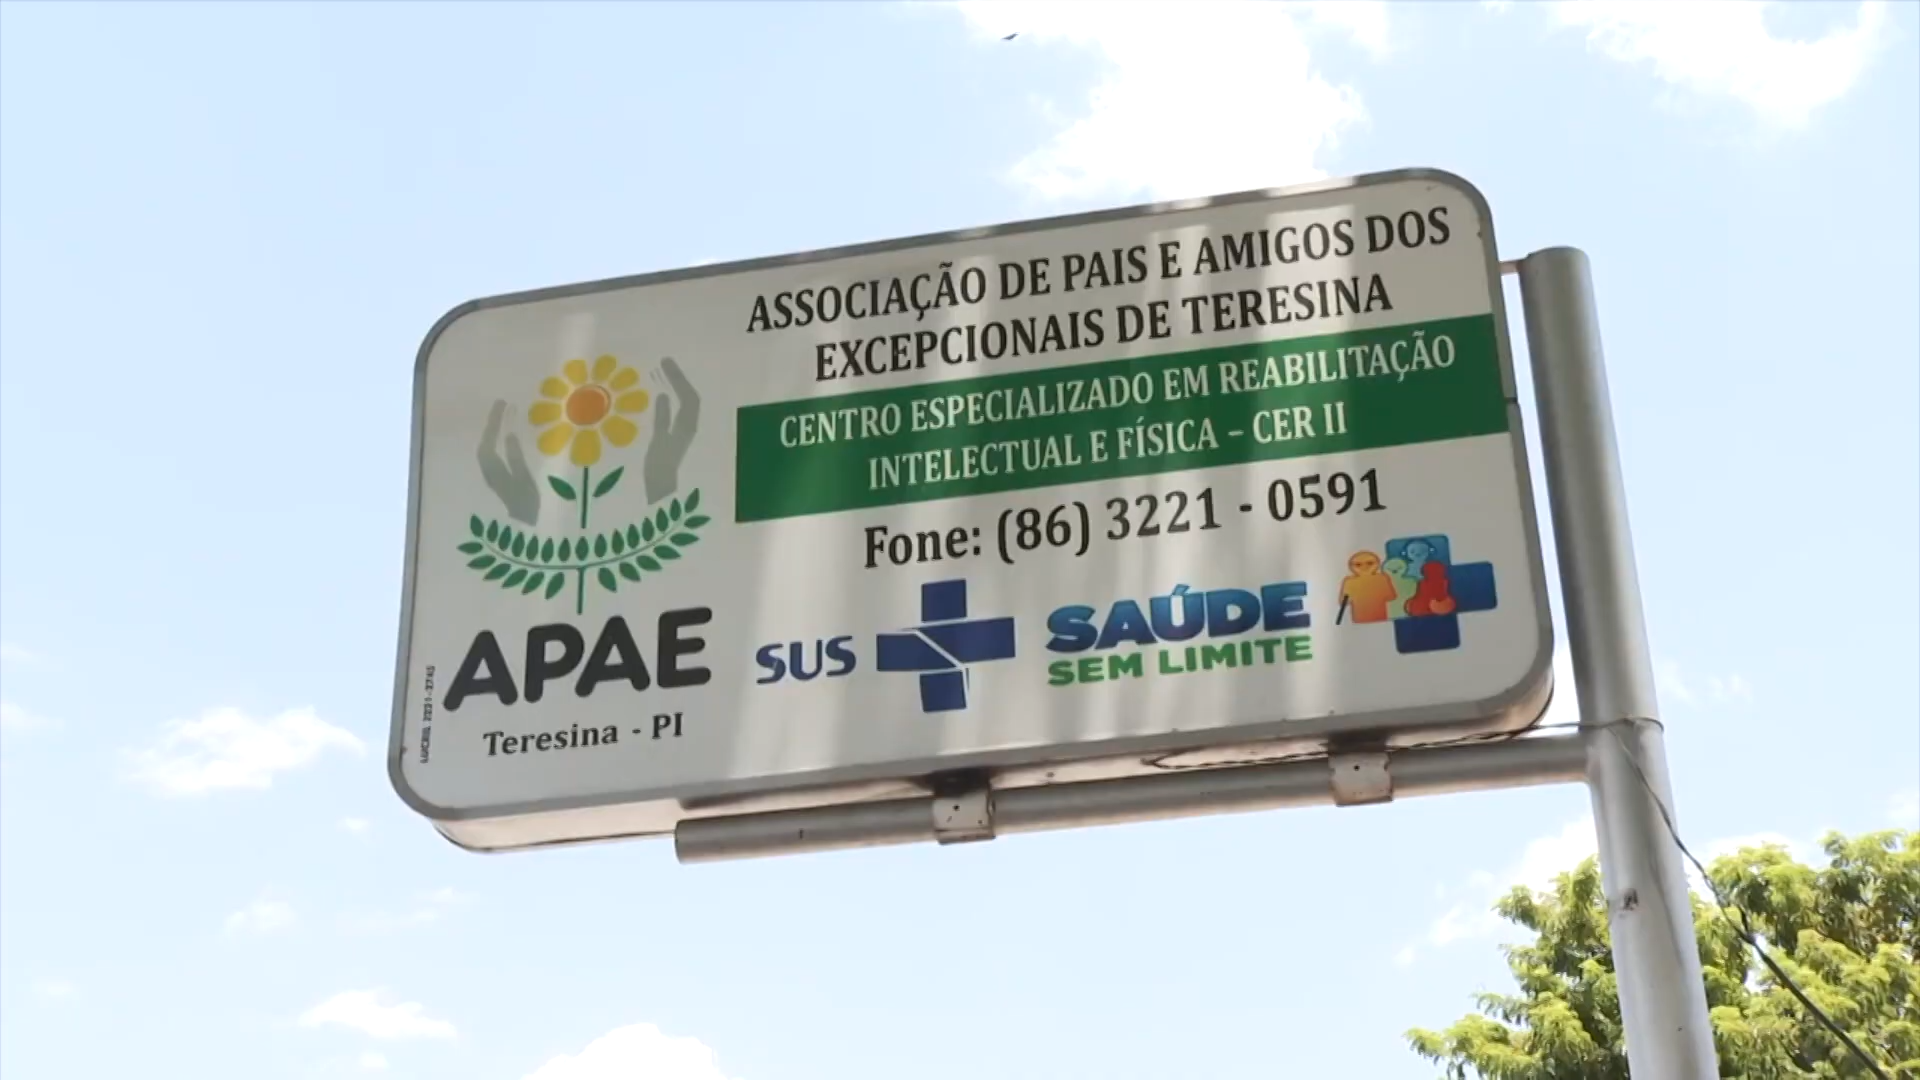 ASSOCIAÇÃO DE PAIS E AMIGOS DOS
EXCEPCIONAIS DE TERESINA
CENTRO ESPECIALIZADO EM REABILITAÇÃO
INTELECTUAL E FÍSICA – CER II
Fone: (86) 3221 - 0591
APAE
Teresina - PI
SUS
SAÚDE
SEM LIMITE